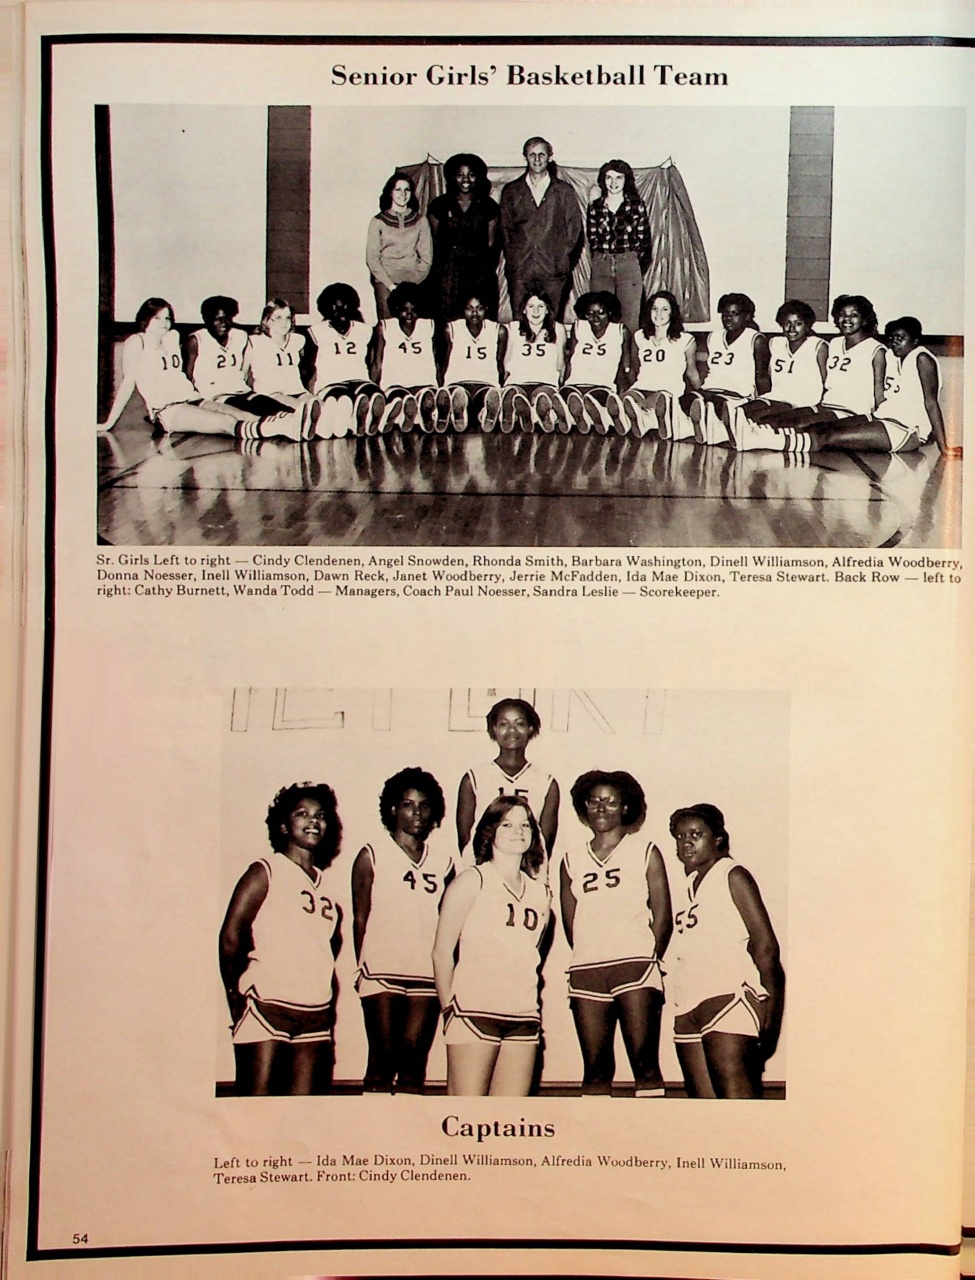 Senior Girls' Basketball Team
10 21 11 12 45 15 35 25 20 23 51 32
Sr. Girls Left to right — Cindy Clendenen, Angel Snowden, Rhonda Smith, Barbara Washington, Dinell Williamson, Alfredia Woodberry,
Donna Noesser, Inell Williamson, Dawn Reck, Janet Woodberry, Jerrie McFadden, Ida Mae Dixon, Teresa Stewart. Back Row — left to
right: Cathy Burnett, Wanda Todd — Managers, Coach Paul Noesser, Sandra Leslie — Scorekeeper.
15
32 45 10 25 55
Captains
Left to right — Ida Mae Dixon, Dinell Williamson, Alfredia Woodberry, Inell Williamson,
Teresa Stewart. Front: Cindy Clendenen.
54